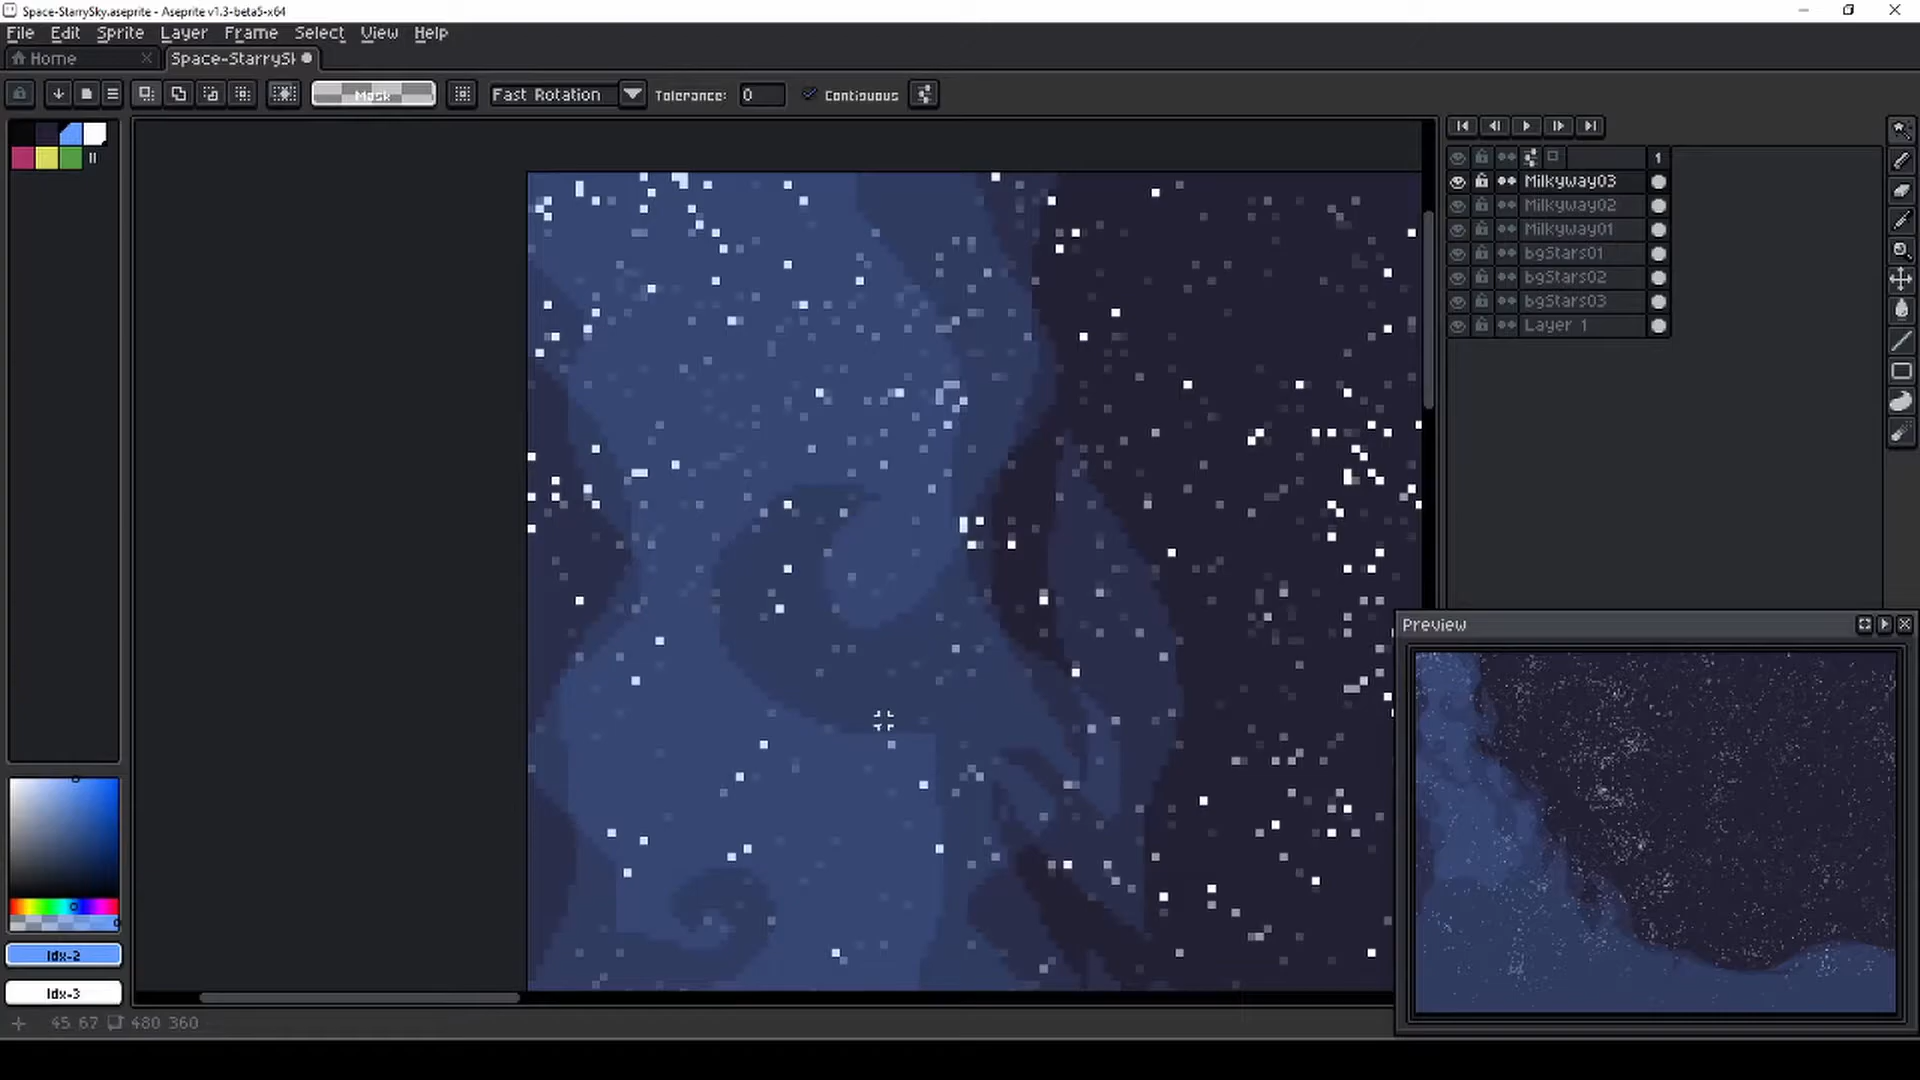 Space-StarrySky.aseprite - Aseprite v1.3-beta5-x64
File Edit Sprite Layer Frame Select View Help
Home
Space-StarrySk
Mask
Fast Rotation
Tolerance: 0
Contiguous
1
Milkyway03
Milkyway02
Milkyway01
bgStars01
bgStars02
bgStars03
Layer 1
Preview
Idx-2
Idx-3
45 67 480 360